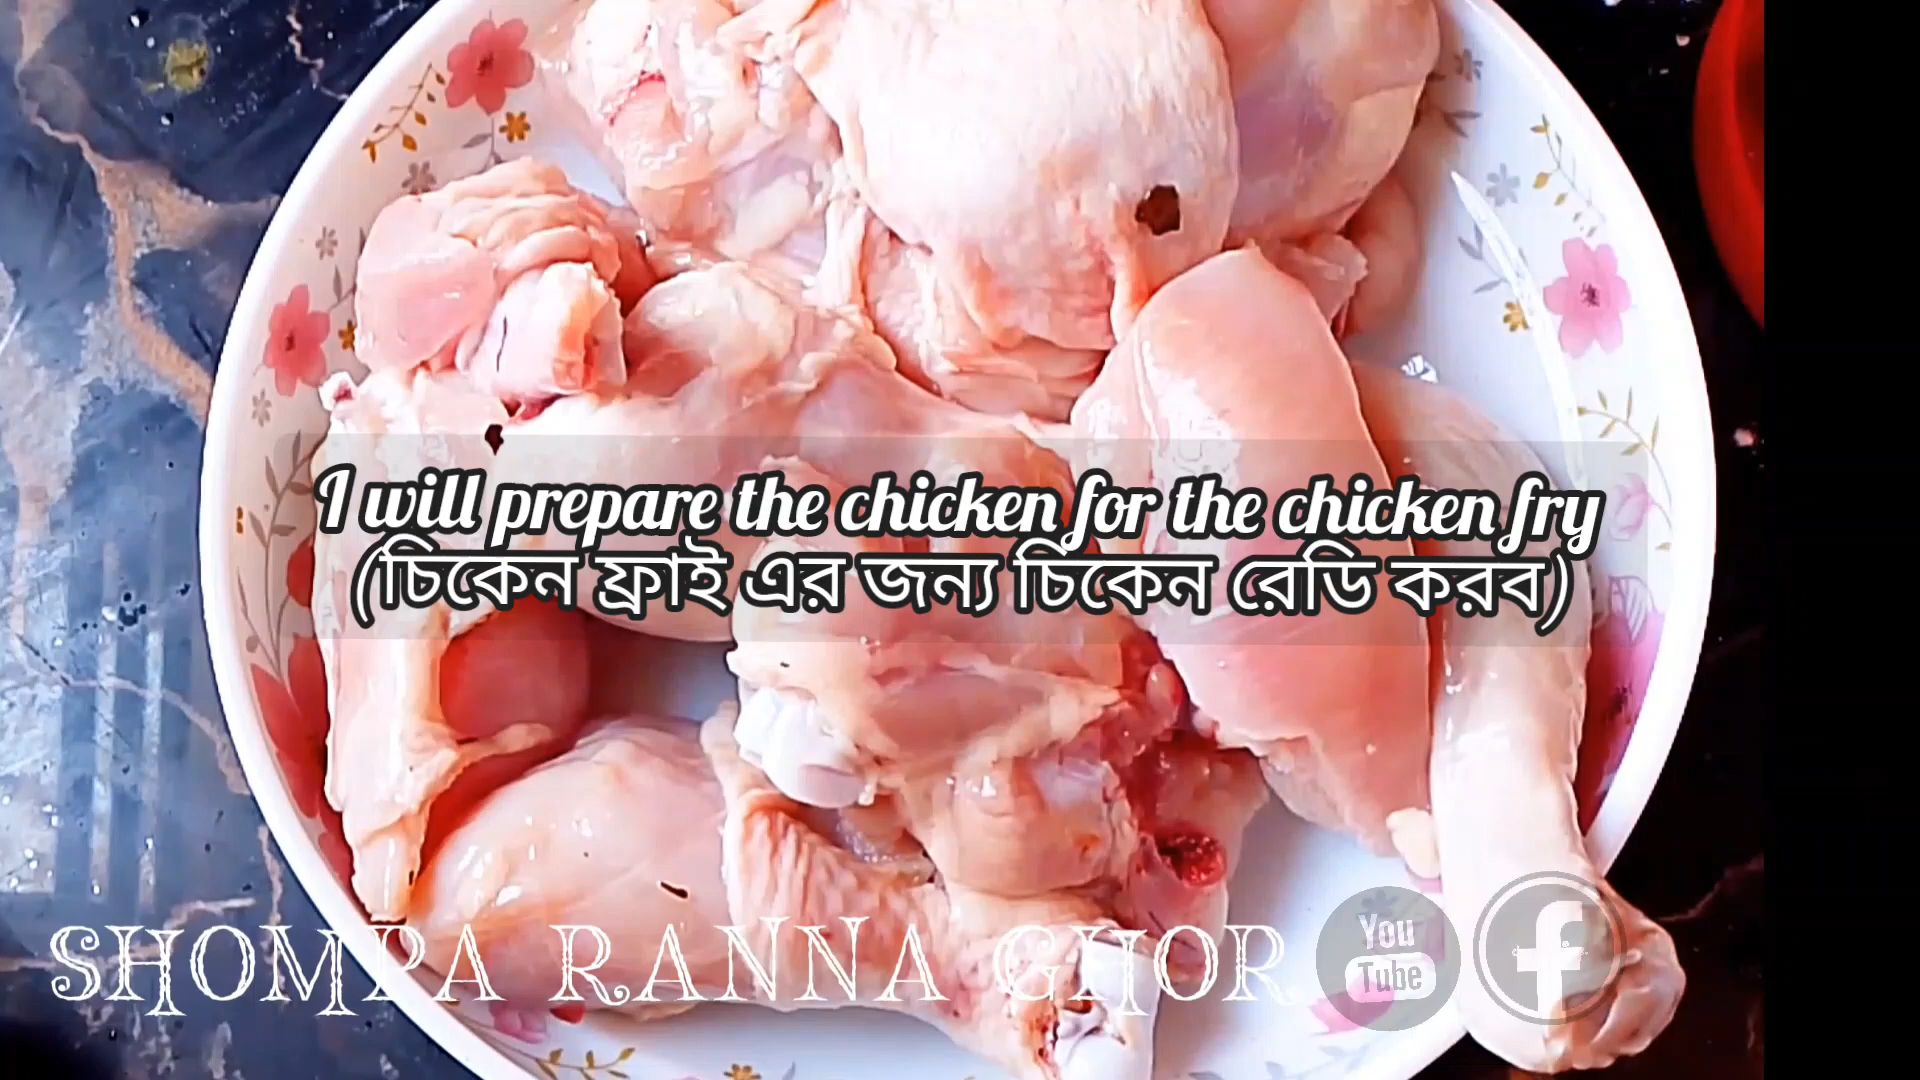 I will prepare the chicken for the chicken fry
(চিকেন ফ্রাই এর জন্য চিকেন রেডি করব)
SHOMPA RANNA GHOR
You
Tube
f